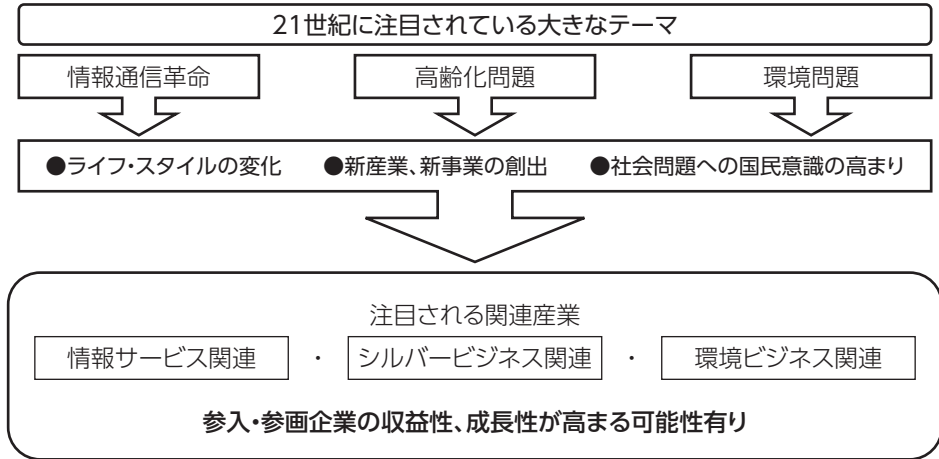 21世紀に注目されている大きなテーマ
情報通信革命 高齢化問題 環境問題
●ライフ・スタイルの変化 ●新産業、新事業の創出 ●社会問題への国民意識の高まり
注目される関連産業
情報サービス関連 ・ シルバービジネス関連 ・ 環境ビジネス関連
参入・参画企業の収益性、成長性が高まる可能性有り